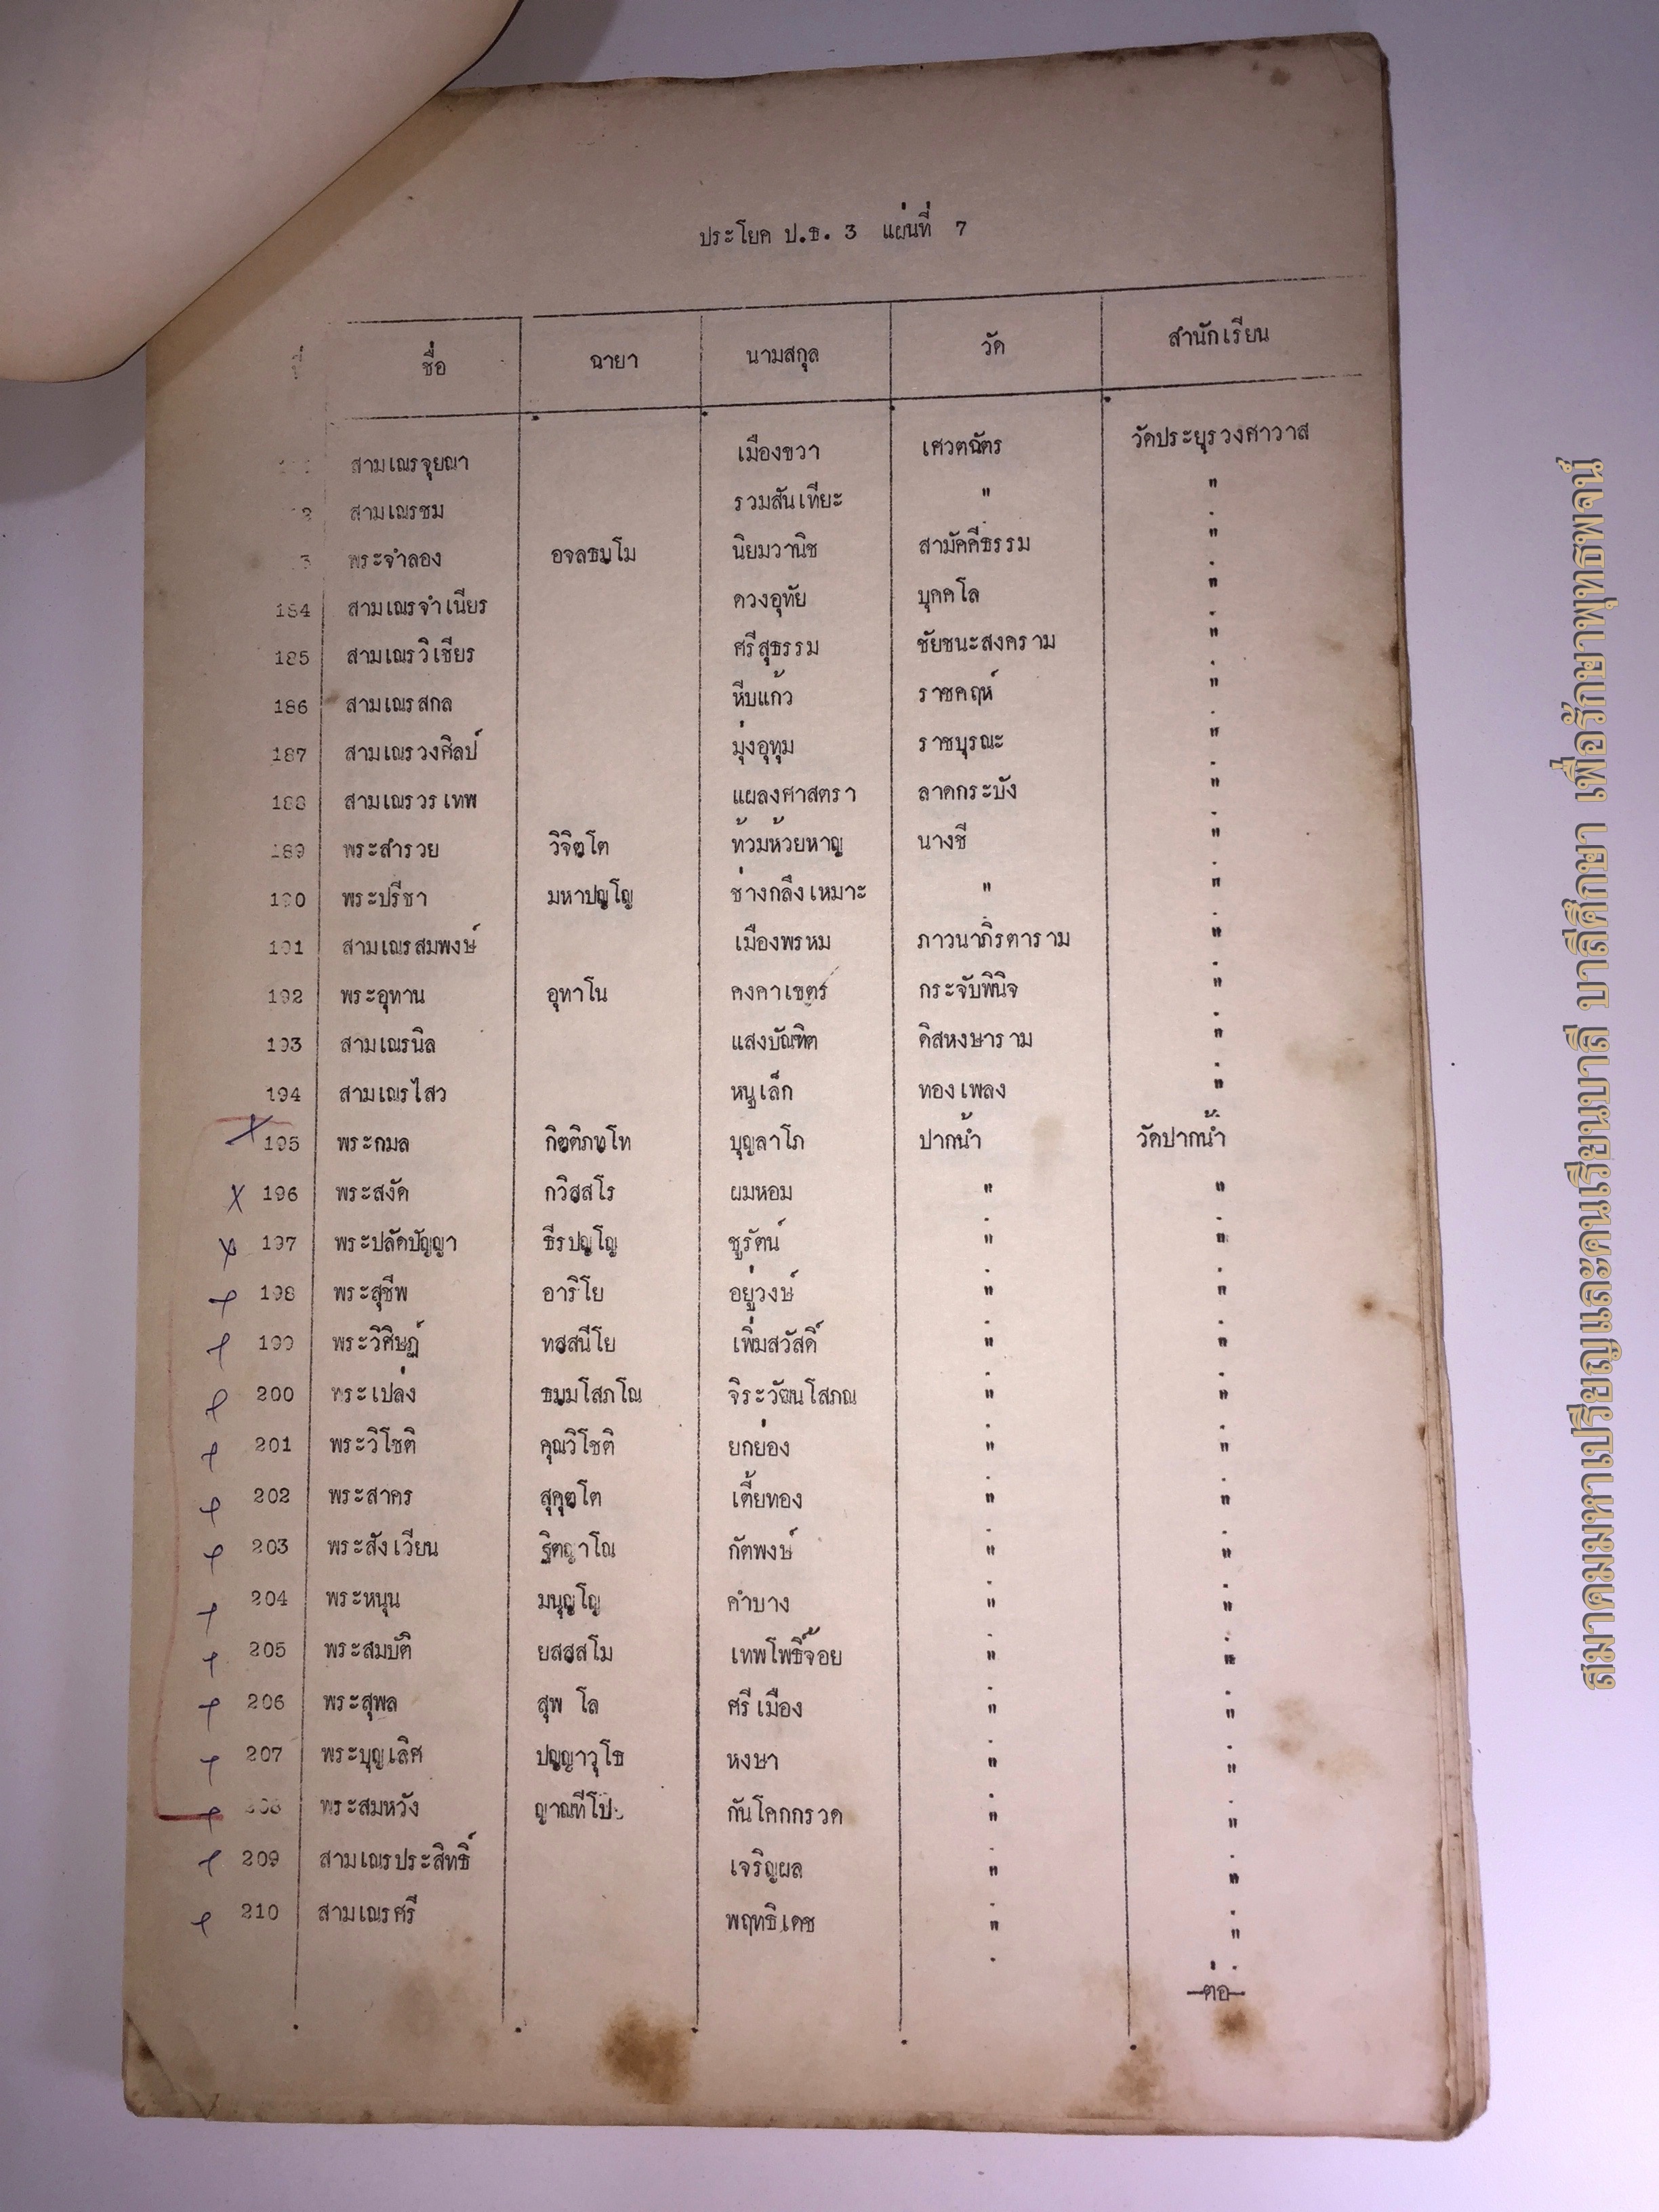 ประโยค ป.ธ. 3 แผ่นที่ 7
ที่ ชื่อ ฉายา นามสกุล วัด สำนักเรียน
สามเณรจุยณา เมืองขวา เศวตฉัตร วัดประยุรวงศาวาส
2 สามเณรชม รวมสันเทียะ " "
3 พระจำลอง อจลธมฺโม นิยมวานิช สามัคคีธรรม "
184 สามเณรจำเนียร ดวงอุทัย บุคคโล "
185 สามเณรวิเชียร ศรีสุธรรม ชัยชนะสงคราม "
186 สามเณรสกล หีบแก้ว ราชคฤห์ "
187 สามเณรวงศิลป์ มุ่งอุทุม ราชบุรณะ "
188 สามเณรวรเทพ แผลงศาสตรา ลาดกระบัง "
189 พระสำรวย วิจิตฺโต ท้วมห้วยหาญ นางชี "
190 พระปรีชา มหาปญฺโญ ช่างกลึงเหมาะ " "
191 สามเณรสมพงษ์ เมืองพรหม ภาวนาภิรตาราม "
192 พระอุทาน อุทาโน คงคาเขตร์ กระจับพินิจ "
193 สามเณรนิล แสงบัณฑิต ดิสหงษาราม "
194 สามเณรไสว หนูเล็ก ทองเพลง "
195 พระกมล กิตฺติภทฺโท บุญลาโภ ปากน้ำ วัดปากน้ำ
196 พระสงัด กวิสฺสโร ผมหอม " "
197 พระปลัดปัญญา ธีรปญฺโญ ชูรัตน์ " "
198 พระสุชีพ อาริโย อยู่วงษ์ " "
199 พระวิศิษฏ์ ทสฺสนีโย เพิ่มสวัสดิ์ " "
200 พระเปล่ง ธมฺมโสภโณ จิระวัฒนโสภณ " "
201 พระวิโชติ คุณวิโชติ ยกย่อง " "
202 พระสาคร สุคุตฺโต เตี้ยทอง " "
203 พระสังเวียน ฐิตญาโณ กัตพงษ์ " "
204 พระหนุน มนุญฺโญ คำบาง " "
205 พระสมบัติ ยสสฺสโม เทพโพธิ์จ้อย " "
206 พระสุพล สุพ โล ศรีเมือง " "
207 พระบุญเลิศ ปญฺญาวุโธ หงษา " "
208 พระสมหวัง ญาณทีโป กันโคกกรวด " "
209 สามเณรประสิทธิ์ เจริญผล " "
210 สามเณรศรี พฤทธิเดช " "
-ต่อ-
สมาคมมหาเปรียญและคนเรียนบาลี บาลีศึกษา เพื่อรักษาพุทธพจน์